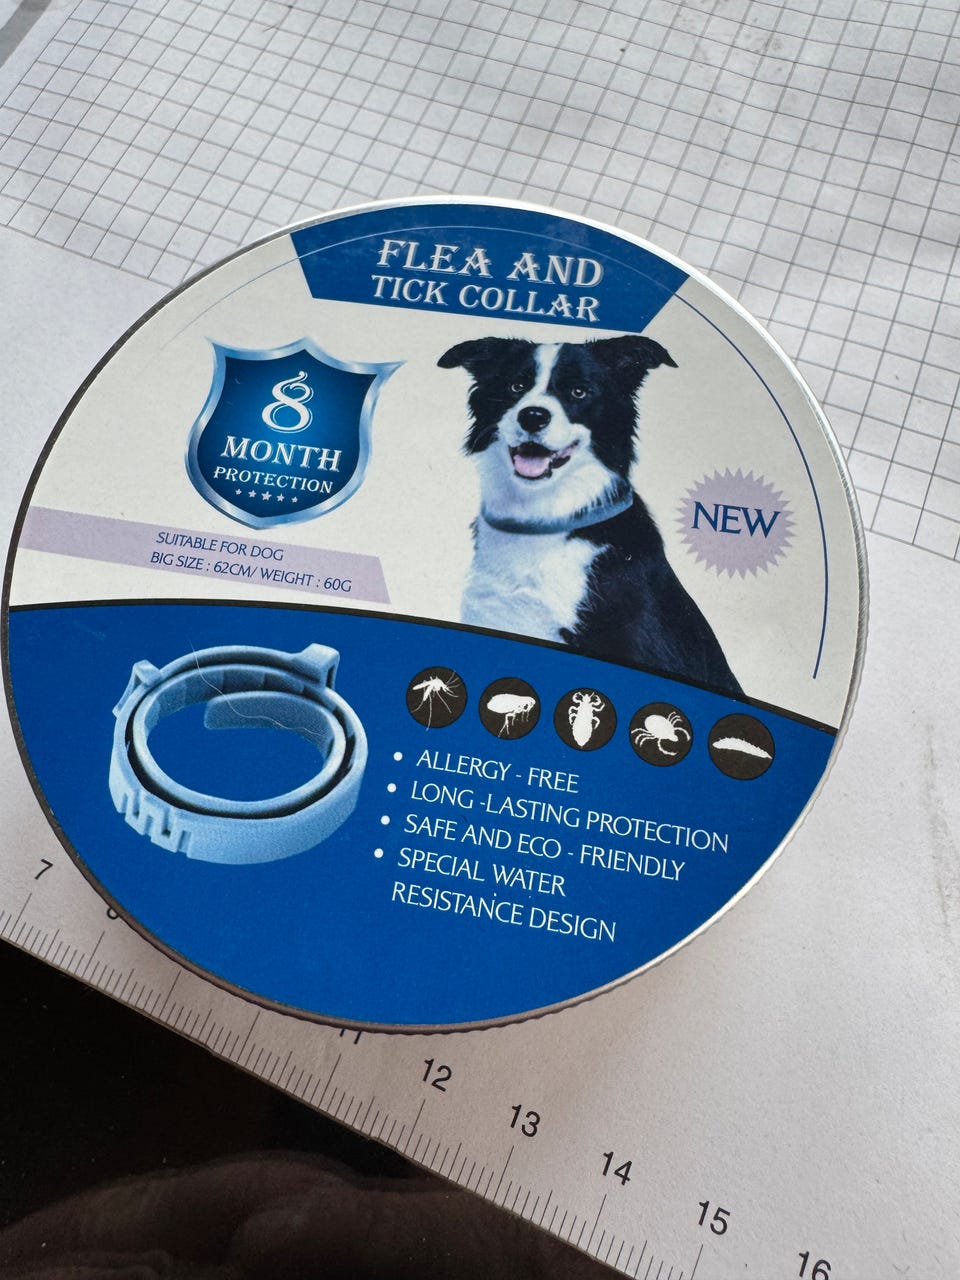 FLEA AND
TICK COLLAR
8
MONTH
PROTECTION
SUITABLE FOR DOG
BIG SIZE : 62CM/ WEIGHT : 60G
NEW
• ALLERGY - FREE
• LONG -LASTING PROTECTION
• SAFE AND ECO - FRIENDLY
• SPECIAL WATER
RESISTANCE DESIGN
7
12
13
14
15
16